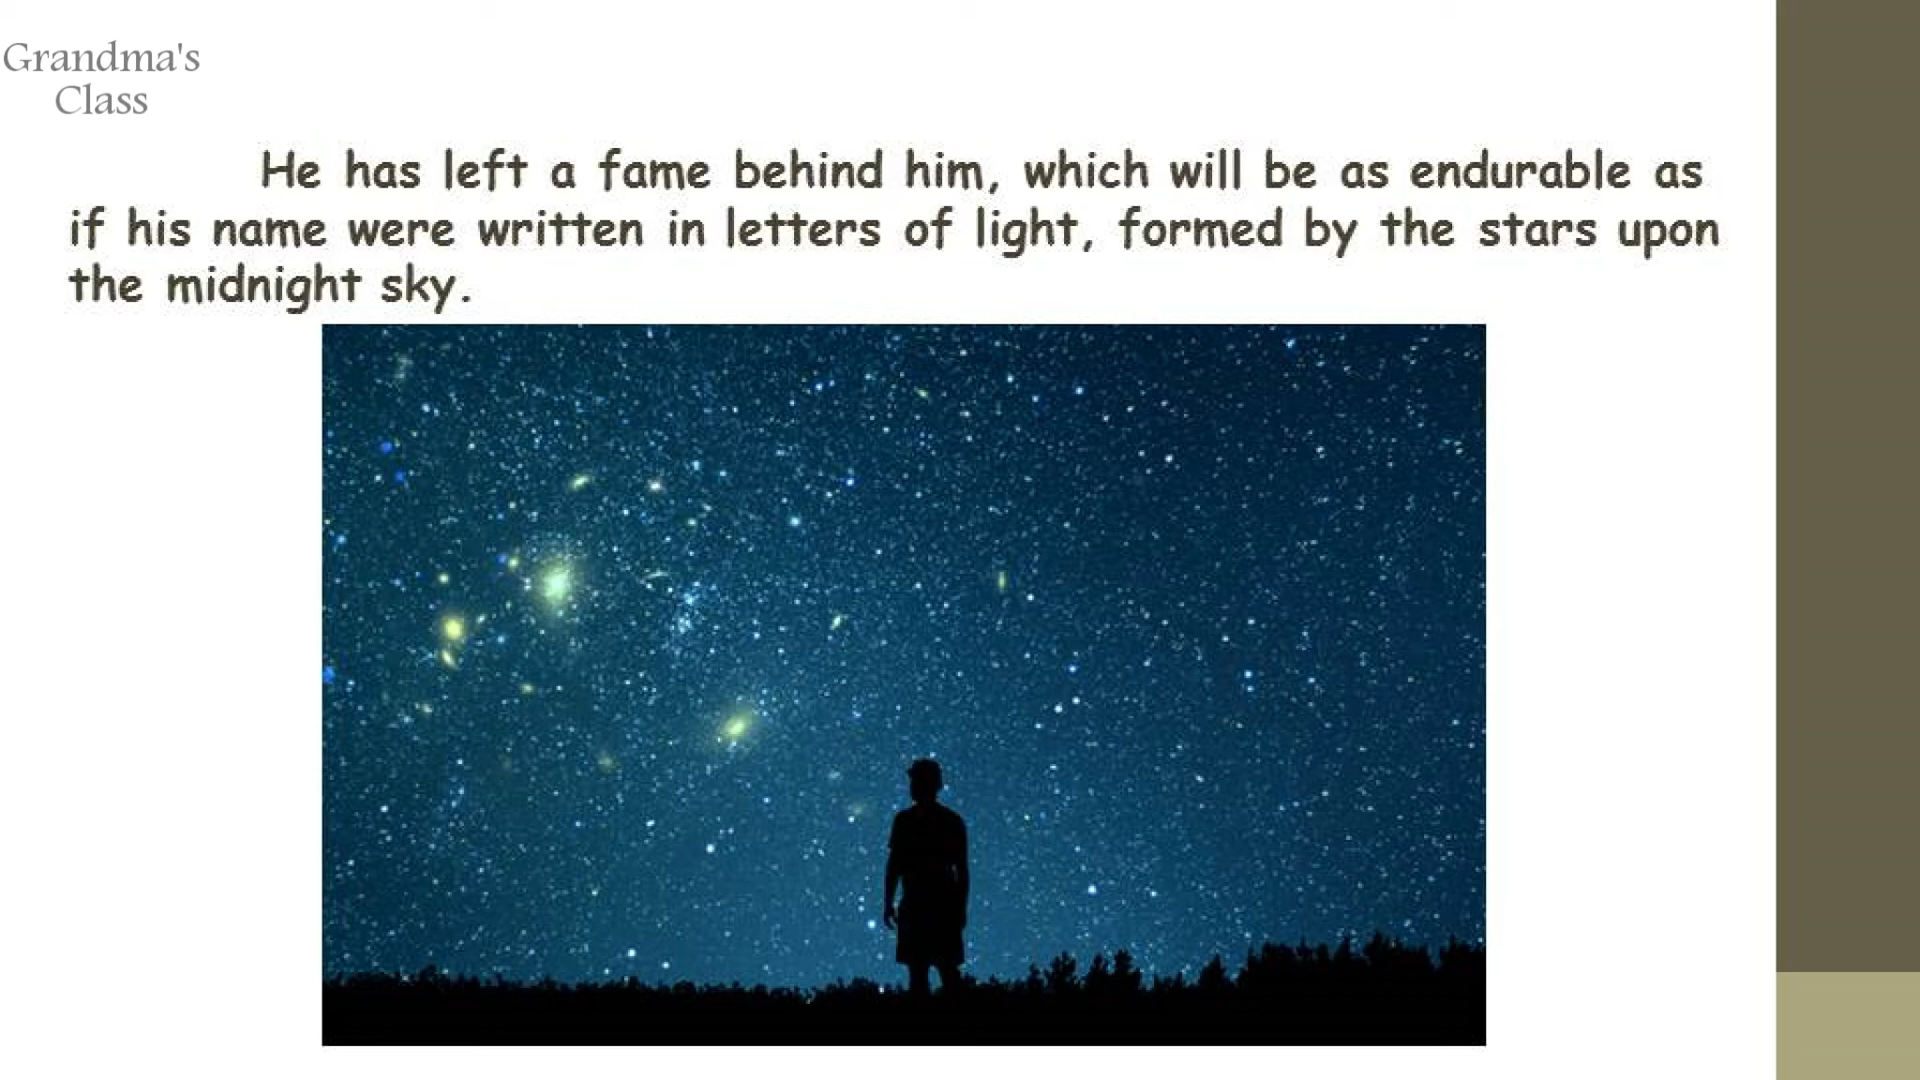 Grandma's
Class
He has left a fame behind him, which will be as endurable as
if his name were written in letters of light, formed by the stars upon
the midnight sky.